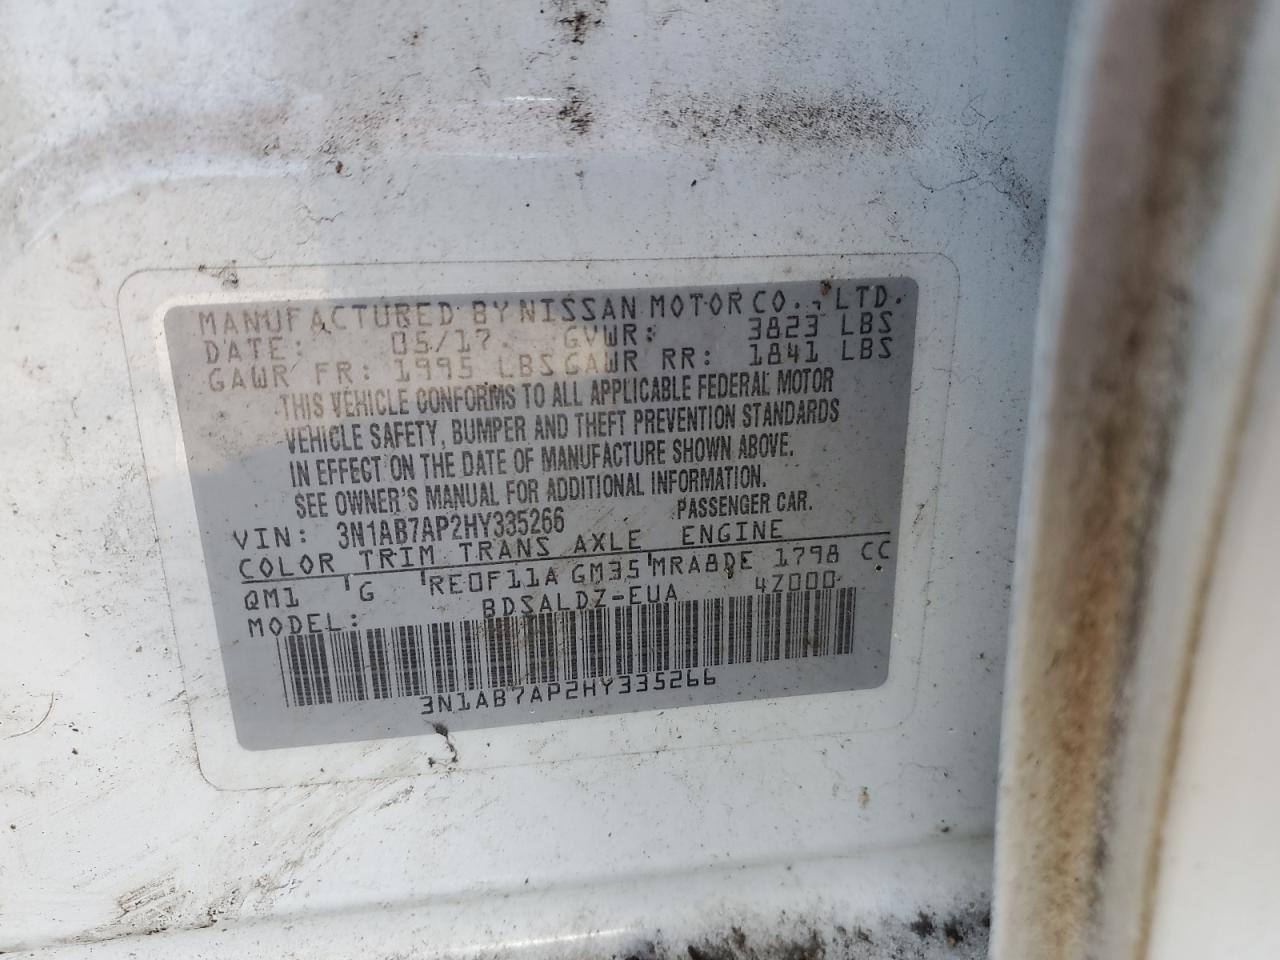 MANUFACTURED BY NISSAN MOTOR CO., LTD.
DATE: 05/17 GVWR: 3823 LBS
GAWR FR: 1995 LBS GAWR RR: 1841 LBS
THIS VEHICLE CONFORMS TO ALL APPLICABLE FEDERAL MOTOR
VEHICLE SAFETY, BUMPER AND THEFT PREVENTION STANDARDS
IN EFFECT ON THE DATE OF MANUFACTURE SHOWN ABOVE.
SEE OWNER'S MANUAL FOR ADDITIONAL INFORMATION.
VIN: 3N1AB7AP2HY335266 PASSENGER CAR.
COLOR TRIM TRANS AXLE ENGINE
QM1 G RE0F11A GM35 MRA8DE 1798 CC
MODEL: BDSALDZ-EUA 4Z000
3N1AB7AP2HY335266